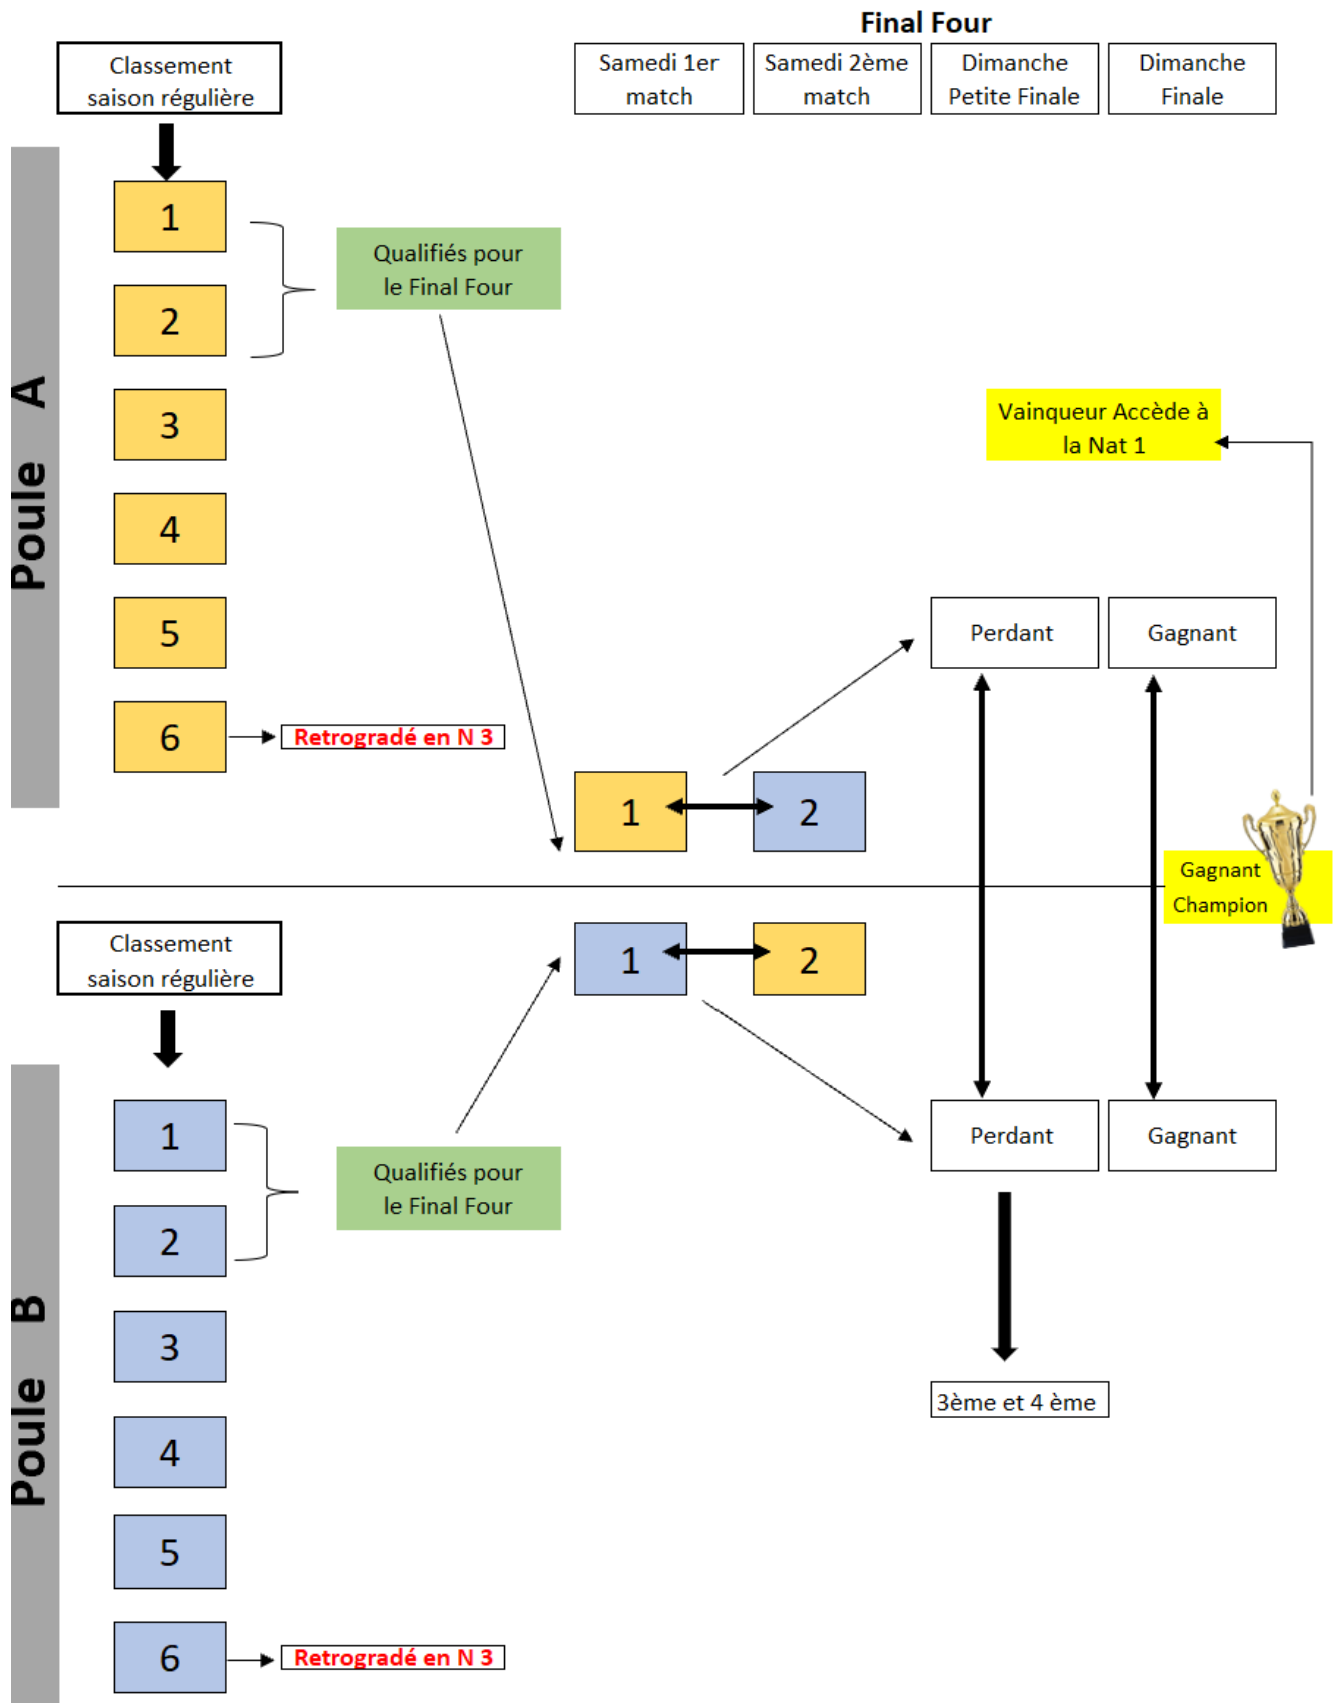 Final Four
Classement
saison régulière
Samedi 1er
match
Samedi 2ème
match
Dimanche
Petite Finale
Dimanche
Finale
Poule A
1
2
3
4
5
6
Qualifiés pour
le Final Four
Retrogradé en N 3
Vainqueur Accède à
la Nat 1
Perdant
Gagnant
1
2
Gagnant
Champion
Classement
saison régulière
1
2
Poule B
1
2
3
4
5
6
Qualifiés pour
le Final Four
Perdant
Gagnant
3ème et 4 ème
Retrogradé en N 3